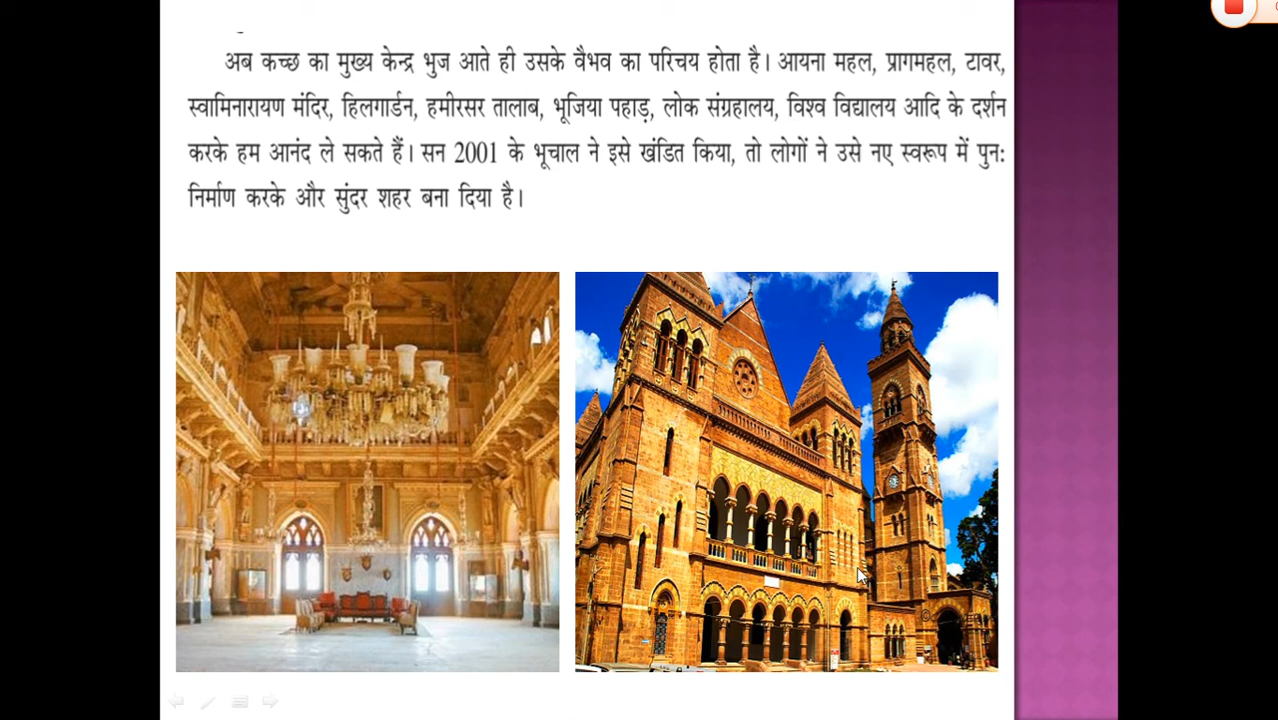 अब कच्छ का मुख्य केन्द्र भुज आते ही उसके वैभव का परिचय होता है। आयना महल, प्रागमहल, टावर,
स्वामिनारायण मंदिर, हिलगार्डन, हमीरसर तालाब, भूजिया पहाड़, लोक संग्रहालय, विश्व विद्यालय आदि के दर्शन
करके हम आनंद ले सकते हैं। सन 2001 के भूचाल ने इसे खंडित किया, तो लोगों ने उसे नए स्वरूप में पुन:
निर्माण करके और सुंदर शहर बना दिया है।